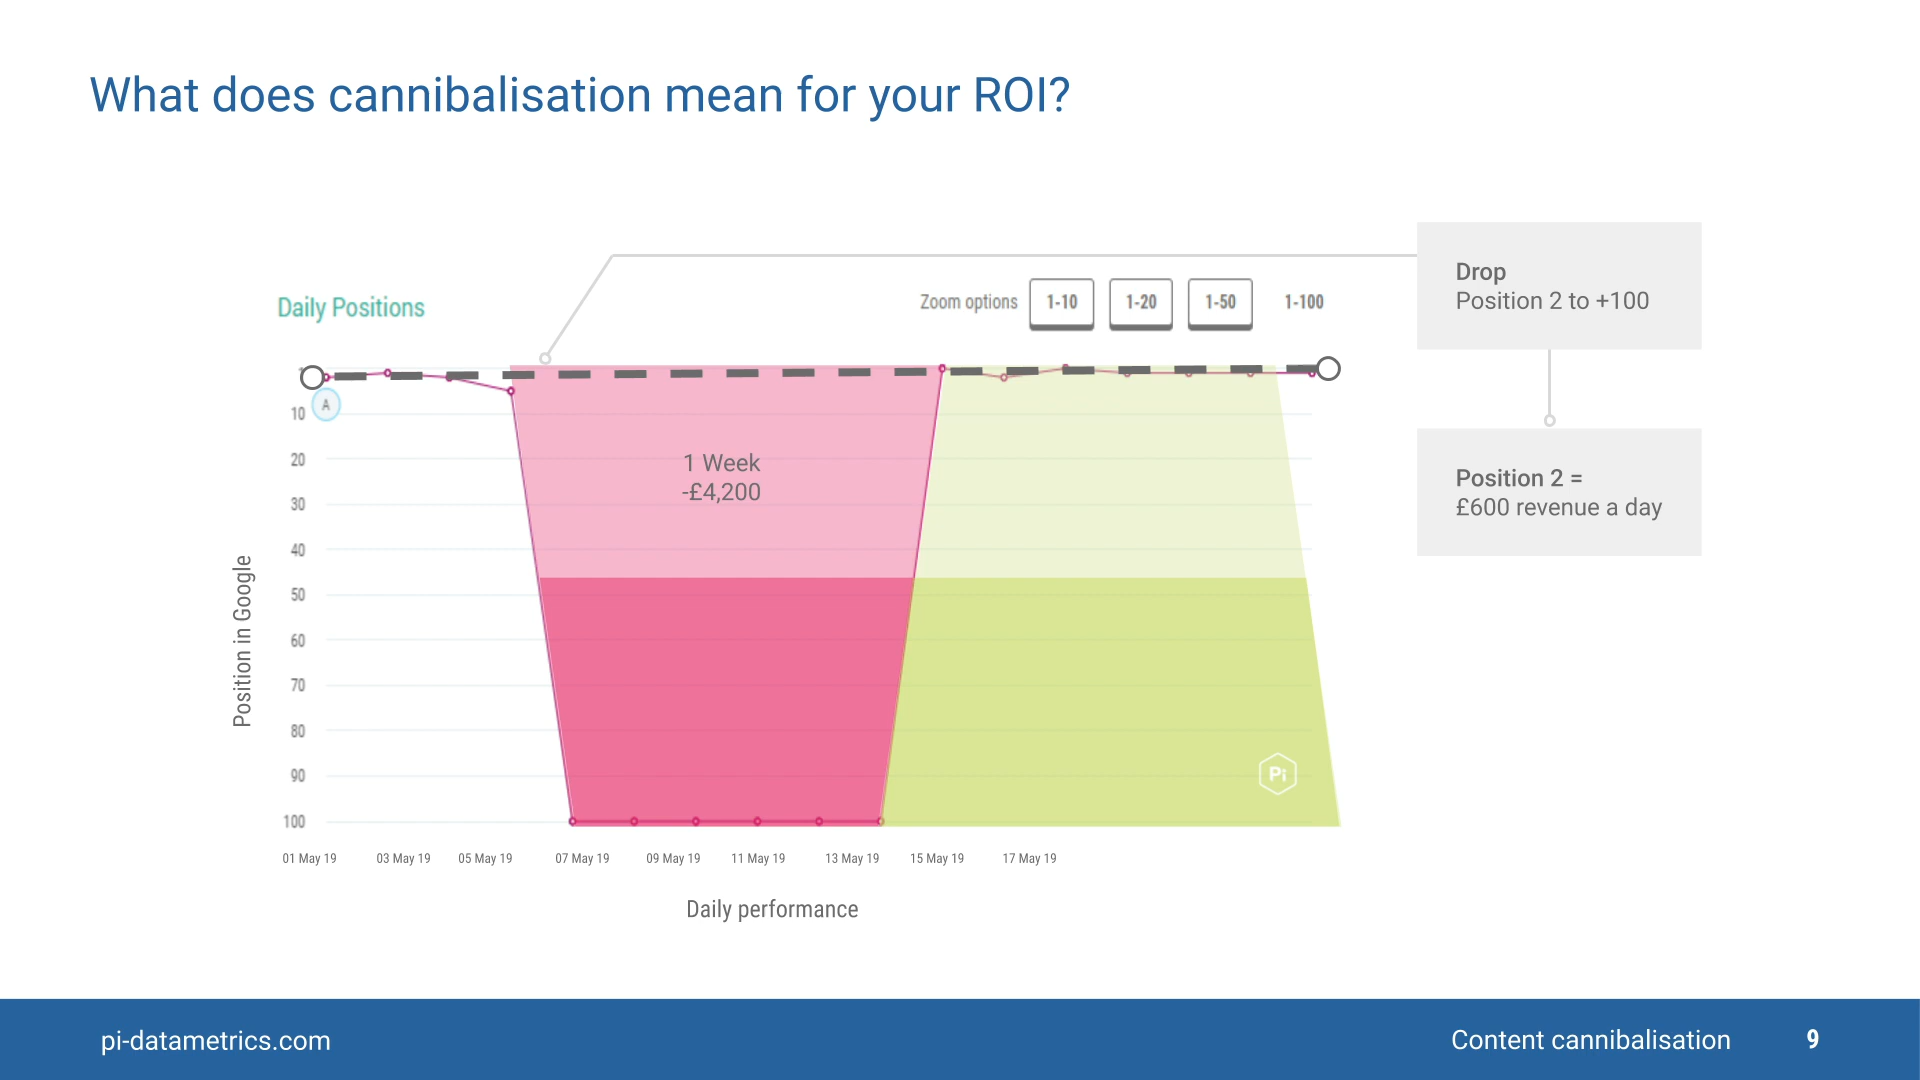 What does cannibalisation mean for your ROI?
Drop
Position 2 to +100
Daily Positions
Zoom options
1-10
1-20
1-50
1-100
A
10
20
30
40
50
60
70
80
90
100
1 Week
-£4,200
Position 2 =
£600 revenue a day
Position in Google
Pi
01 May 19
03 May 19
05 May 19
07 May 19
09 May 19
11 May 19
13 May 19
15 May 19
17 May 19
Daily performance
pi-datametrics.com
Content cannibalisation
9